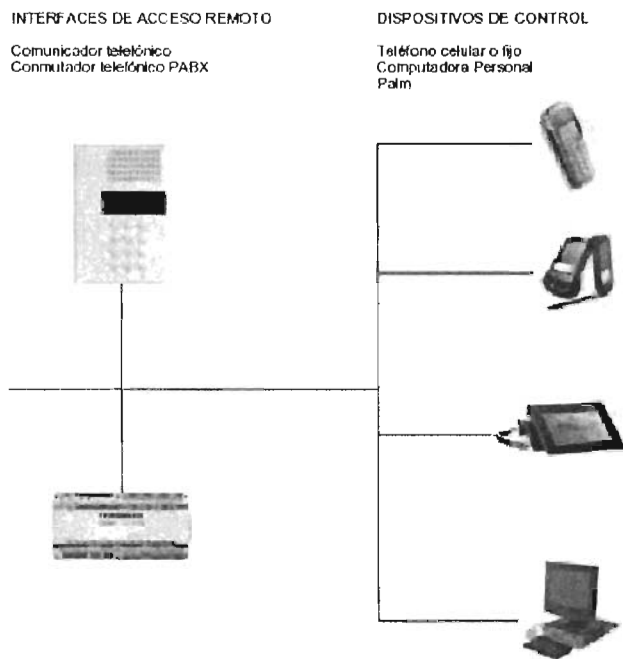 INTERFACES DE ACCESO REMOTO
Comunicador telefónico
Conmutador telefónico PABX
DISPOSITIVOS DE CONTROL
Teléfono celular o fijo
Computadora Personal
Palm